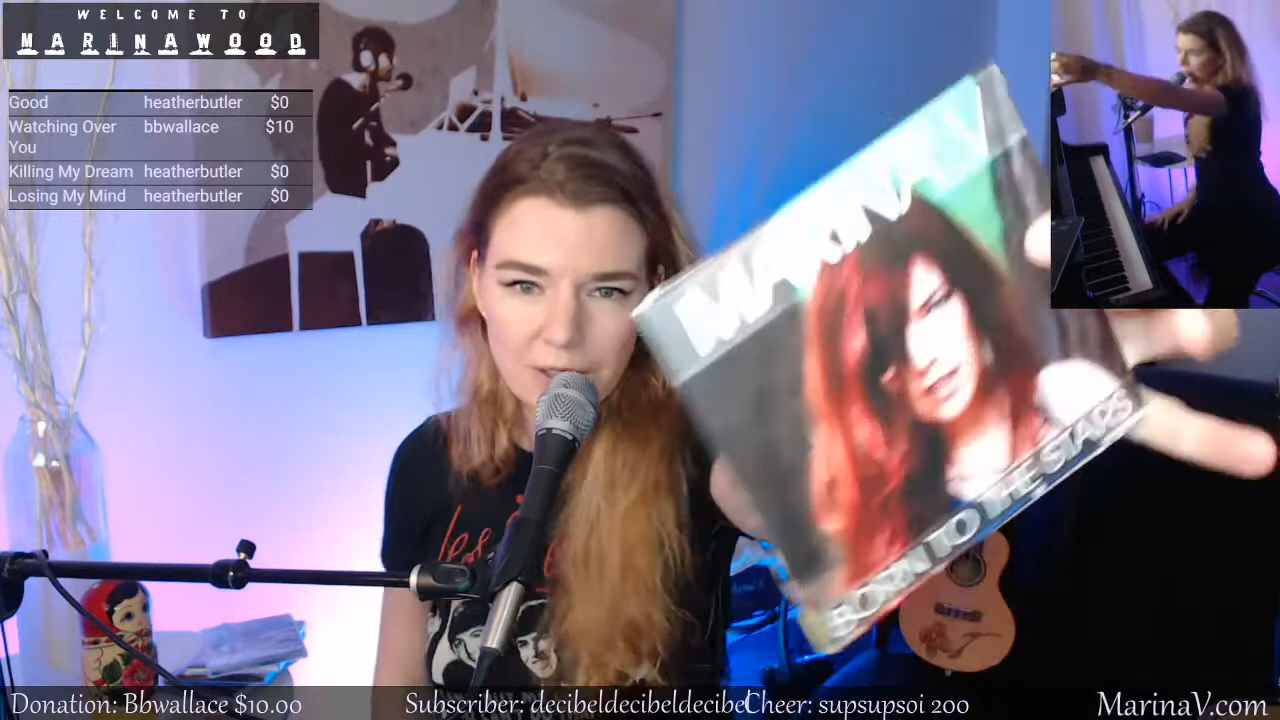 WELCOME TO
MARINAWOOD
Good heatherbutler $0
Watching Over You bbwallace $10
Killing My Dream heatherbutler $0
Losing My Mind heatherbutler $0
MARINA V
BORN TO THE STARS
Donation: Bbwallace $10.00
Subscriber: decibeldecibeldecibe
Cheer: supsupsoi 200
MarinaV.com